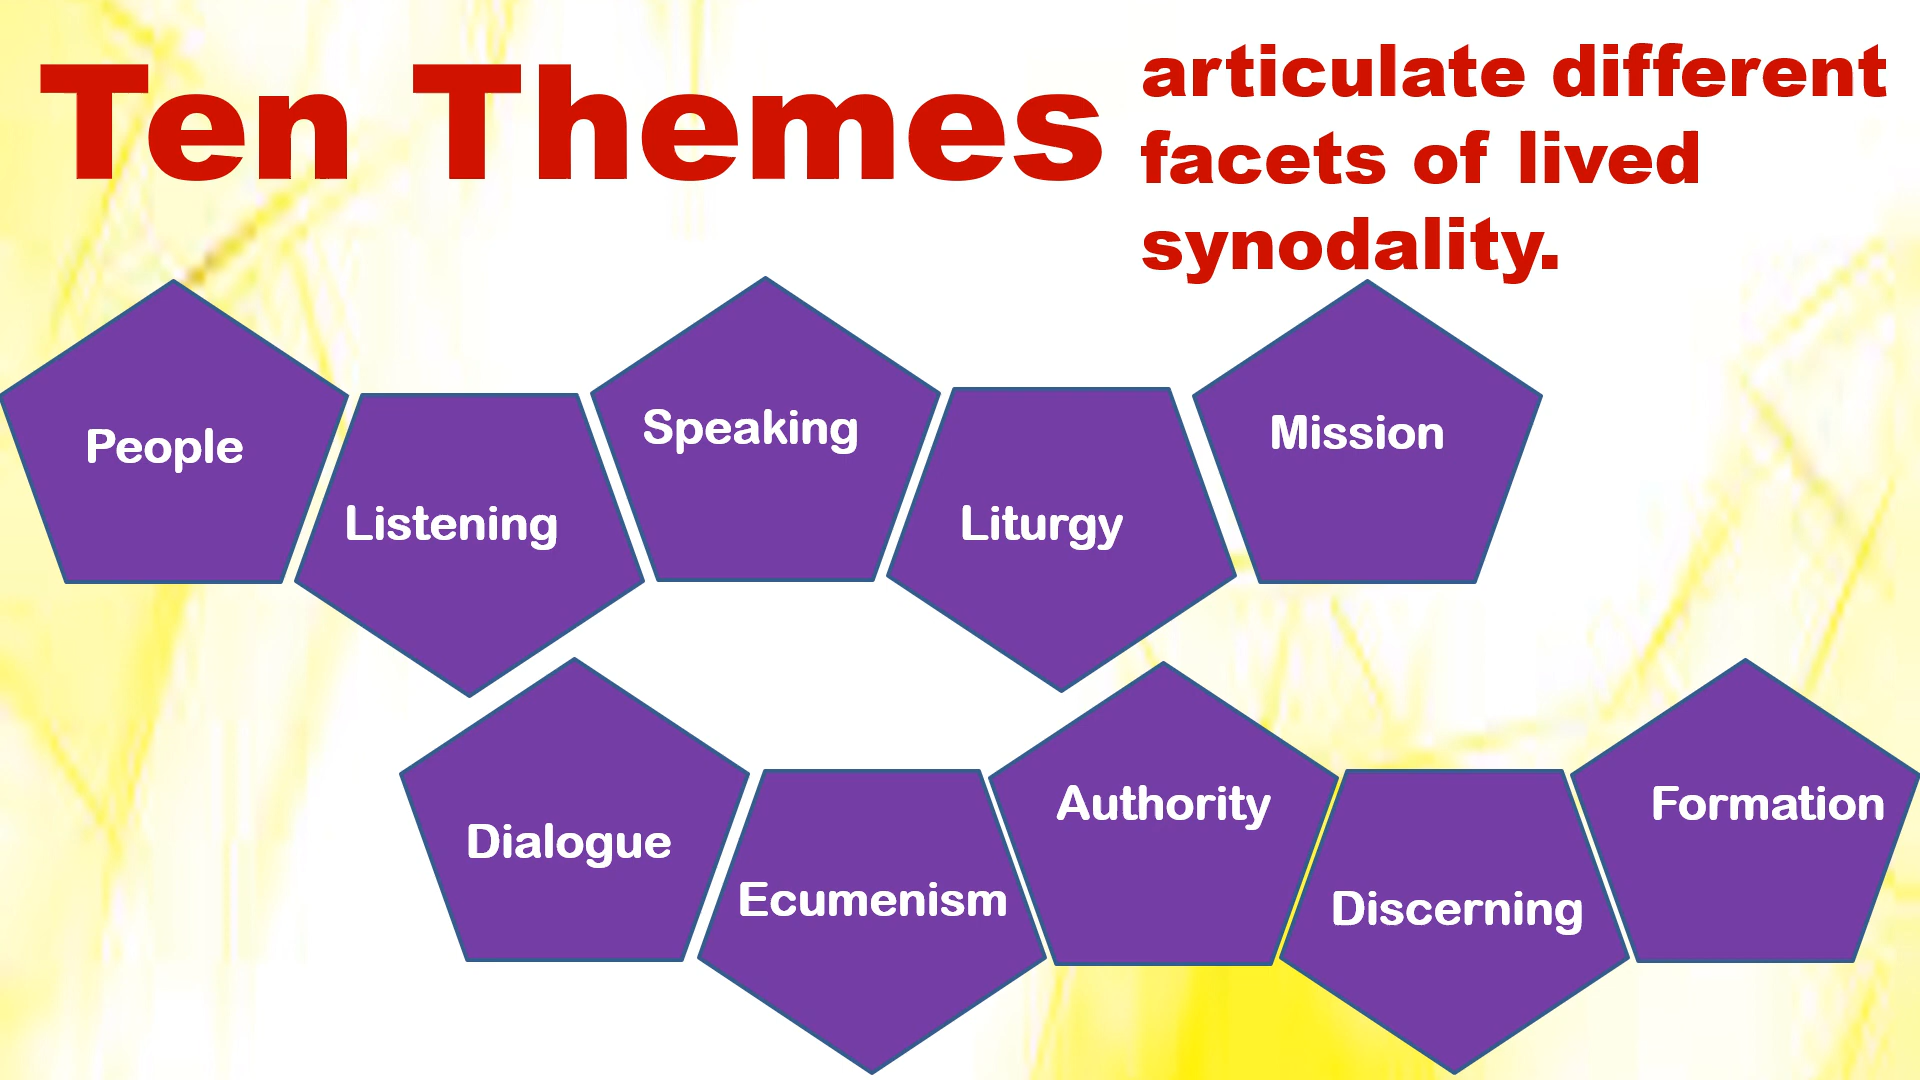 Ten Themes
articulate different
facets of lived
synodality.
People
Listening
Speaking
Liturgy
Mission
Dialogue
Ecumenism
Authority
Discerning
Formation